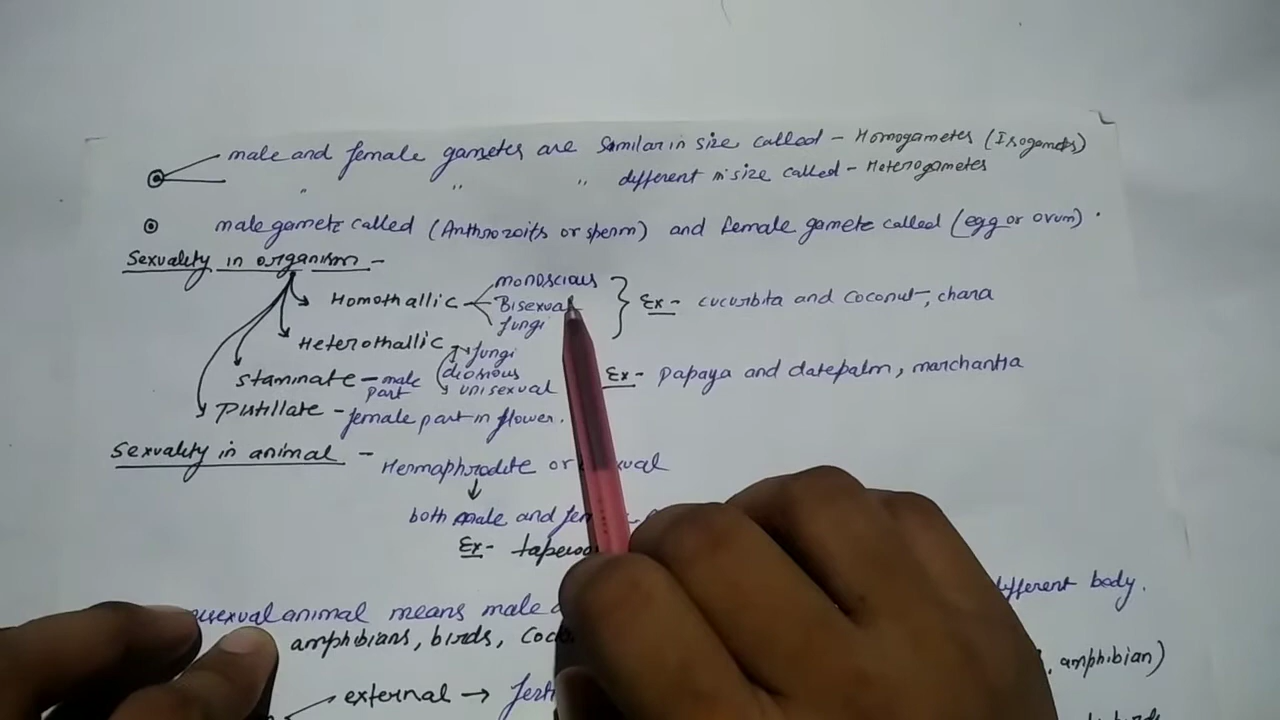 male and female gametes are Similar in size called - Homogametes (Isogamets)
" " " different in size called - Heterogametes
male gamete called (Anthrozoits or sperm) and female gamete called (egg or ovum).
Sexuality in organism -
Homothallic
monoscious
Bisexual
fungi
Ex - cucurbita and coconut, chara
Heterothallic
fungi
dioscious
unisexual
Ex - papaya and datepalm, marchantia
Staminate - male part
Pistillate - female part in flower.
Sexuality in animal -
Hermaphrodite or
both male and
Ex -
animal means male
different body.
amphibians, birds,
amphibian)
external →